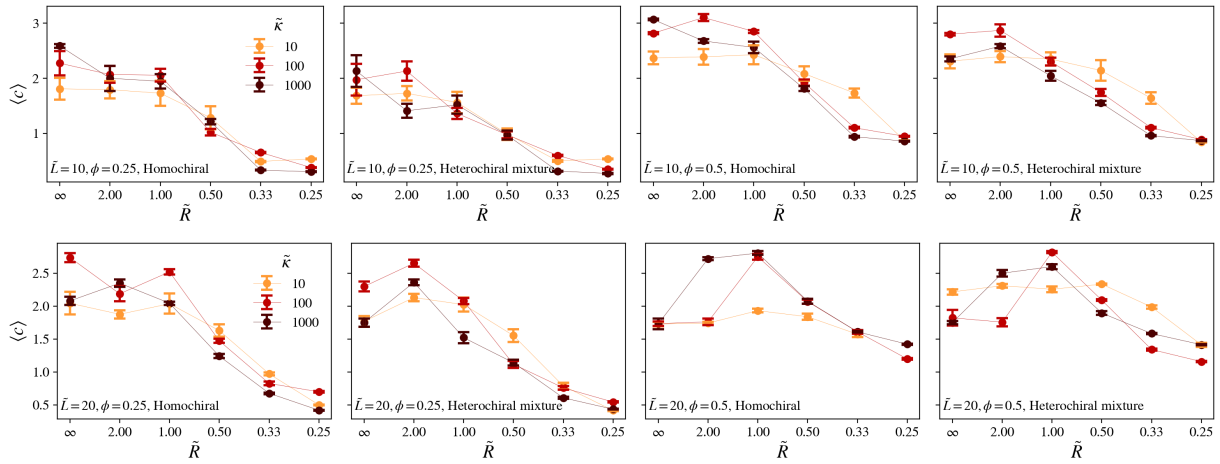 ⟨c⟩
3
2
1
κ̃
10
100
1000
L̃ = 10, ϕ = 0.25, Homochiral
∞ 2.00 1.00 0.50 0.33 0.25
R̃
L̃ = 10, ϕ = 0.25, Heterochiral mixture
∞ 2.00 1.00 0.50 0.33 0.25
R̃
L̃ = 10, ϕ = 0.5, Homochiral
∞ 2.00 1.00 0.50 0.33 0.25
R̃
L̃ = 10, ϕ = 0.5, Heterochiral mixture
∞ 2.00 1.00 0.50 0.33 0.25
R̃
⟨c⟩
2.5
2.0
1.5
1.0
0.5
κ̃
10
100
1000
L̃ = 20, ϕ = 0.25, Homochiral
∞ 2.00 1.00 0.50 0.33 0.25
R̃
L̃ = 20, ϕ = 0.25, Heterochiral mixture
∞ 2.00 1.00 0.50 0.33 0.25
R̃
L̃ = 20, ϕ = 0.5, Homochiral
∞ 2.00 1.00 0.50 0.33 0.25
R̃
L̃ = 20, ϕ = 0.5, Heterochiral mixture
∞ 2.00 1.00 0.50 0.33 0.25
R̃